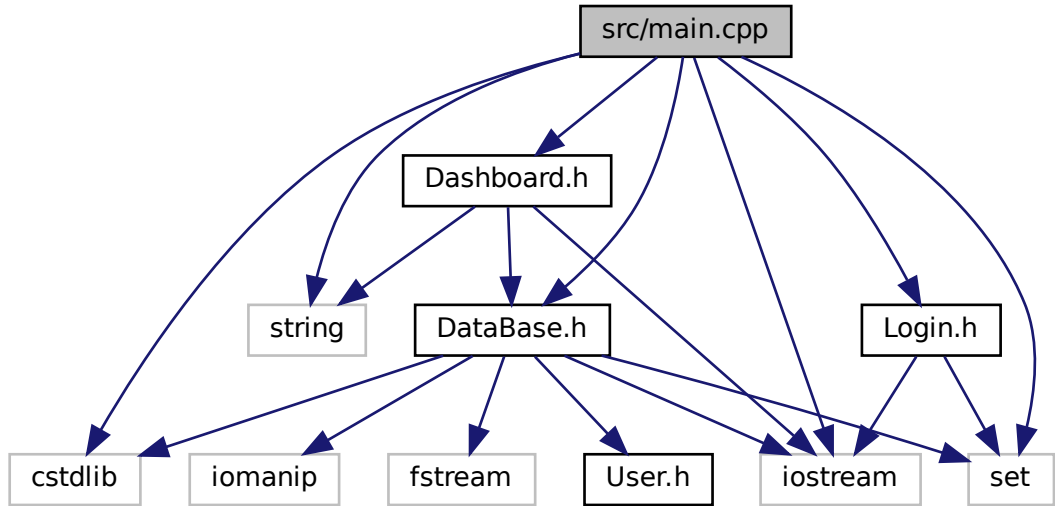 src/main.cpp
Dashboard.h
string
DataBase.h
Login.h
cstdlib
iomanip
fstream
User.h
iostream
set